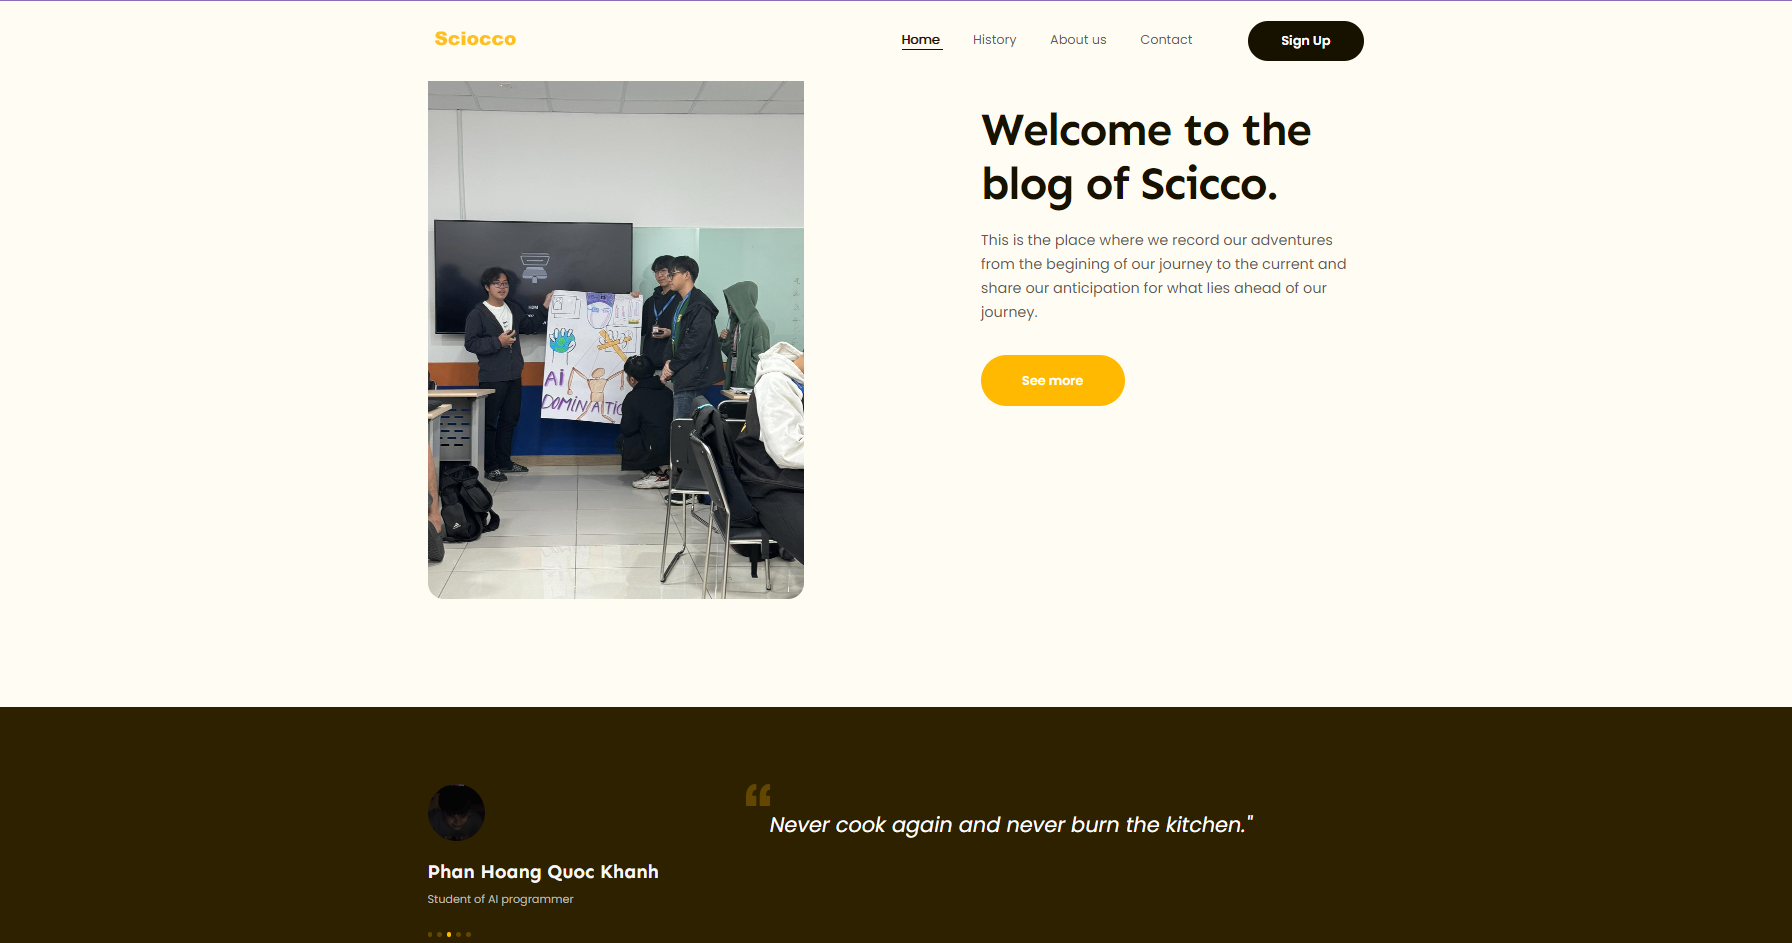 Sciocco
Home
History
About us
Contact
Sign Up
Welcome to the
blog of Scicco.
This is the place where we record our adventures
from the begining of our journey to the current and
share our anticipation for what lies ahead of our
journey.
See more
AI
DOMINATIO
“
Never cook again and never burn the kitchen."
Phan Hoang Quoc Khanh
Student of AI programmer